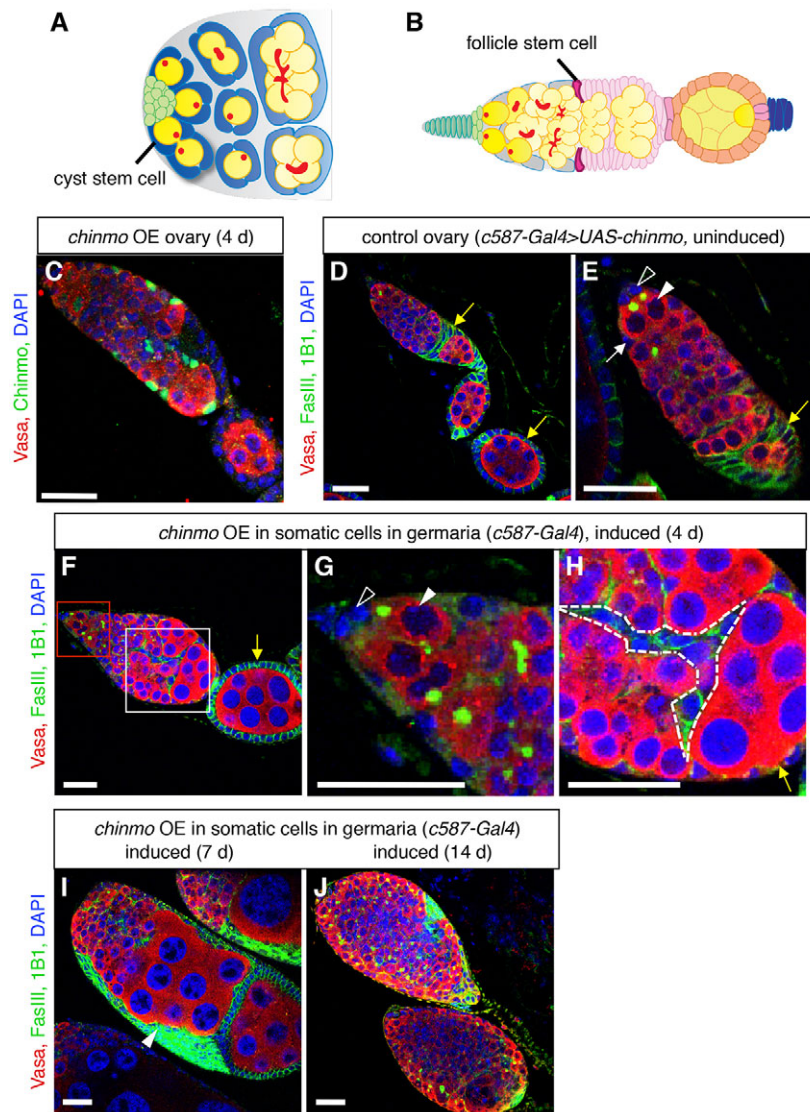 A
B
follicle stem cell
cyst stem cell
chinmo OE ovary (4 d)
control ovary (c587-Gal4>UAS-chinmo, uninduced)
Vasa, Chinmo, DAPI
C
Vasa, FasIII, 1B1, DAPI
D
E
chinmo OE in somatic cells in germaria (c587-Gal4), induced (4 d)
Vasa, FasIII, 1B1, DAPI
F
G
H
chinmo OE in somatic cells in germaria (c587-Gal4)
induced (7 d)
induced (14 d)
Vasa, FasIII, 1B1, DAPI
I
J